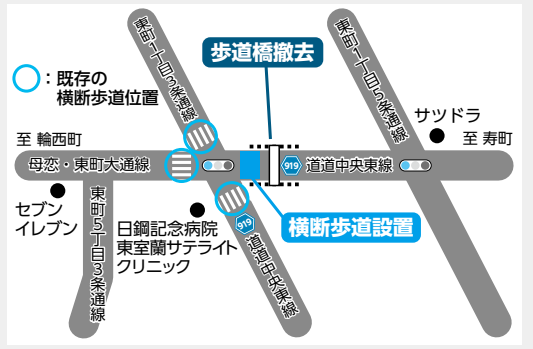 東町1丁目3条通線
東町1丁目5条通線
歩道橋撤去
：既存の
横断歩道位置
サツドラ
至 輪西町
至 寿町
母恋・東町大通線
919
道道中央東線
セブン
イレブン
東町5丁目3条通線
日鋼記念病院
東室蘭サテライト
クリニック
919
道道中央東線
横断歩道設置